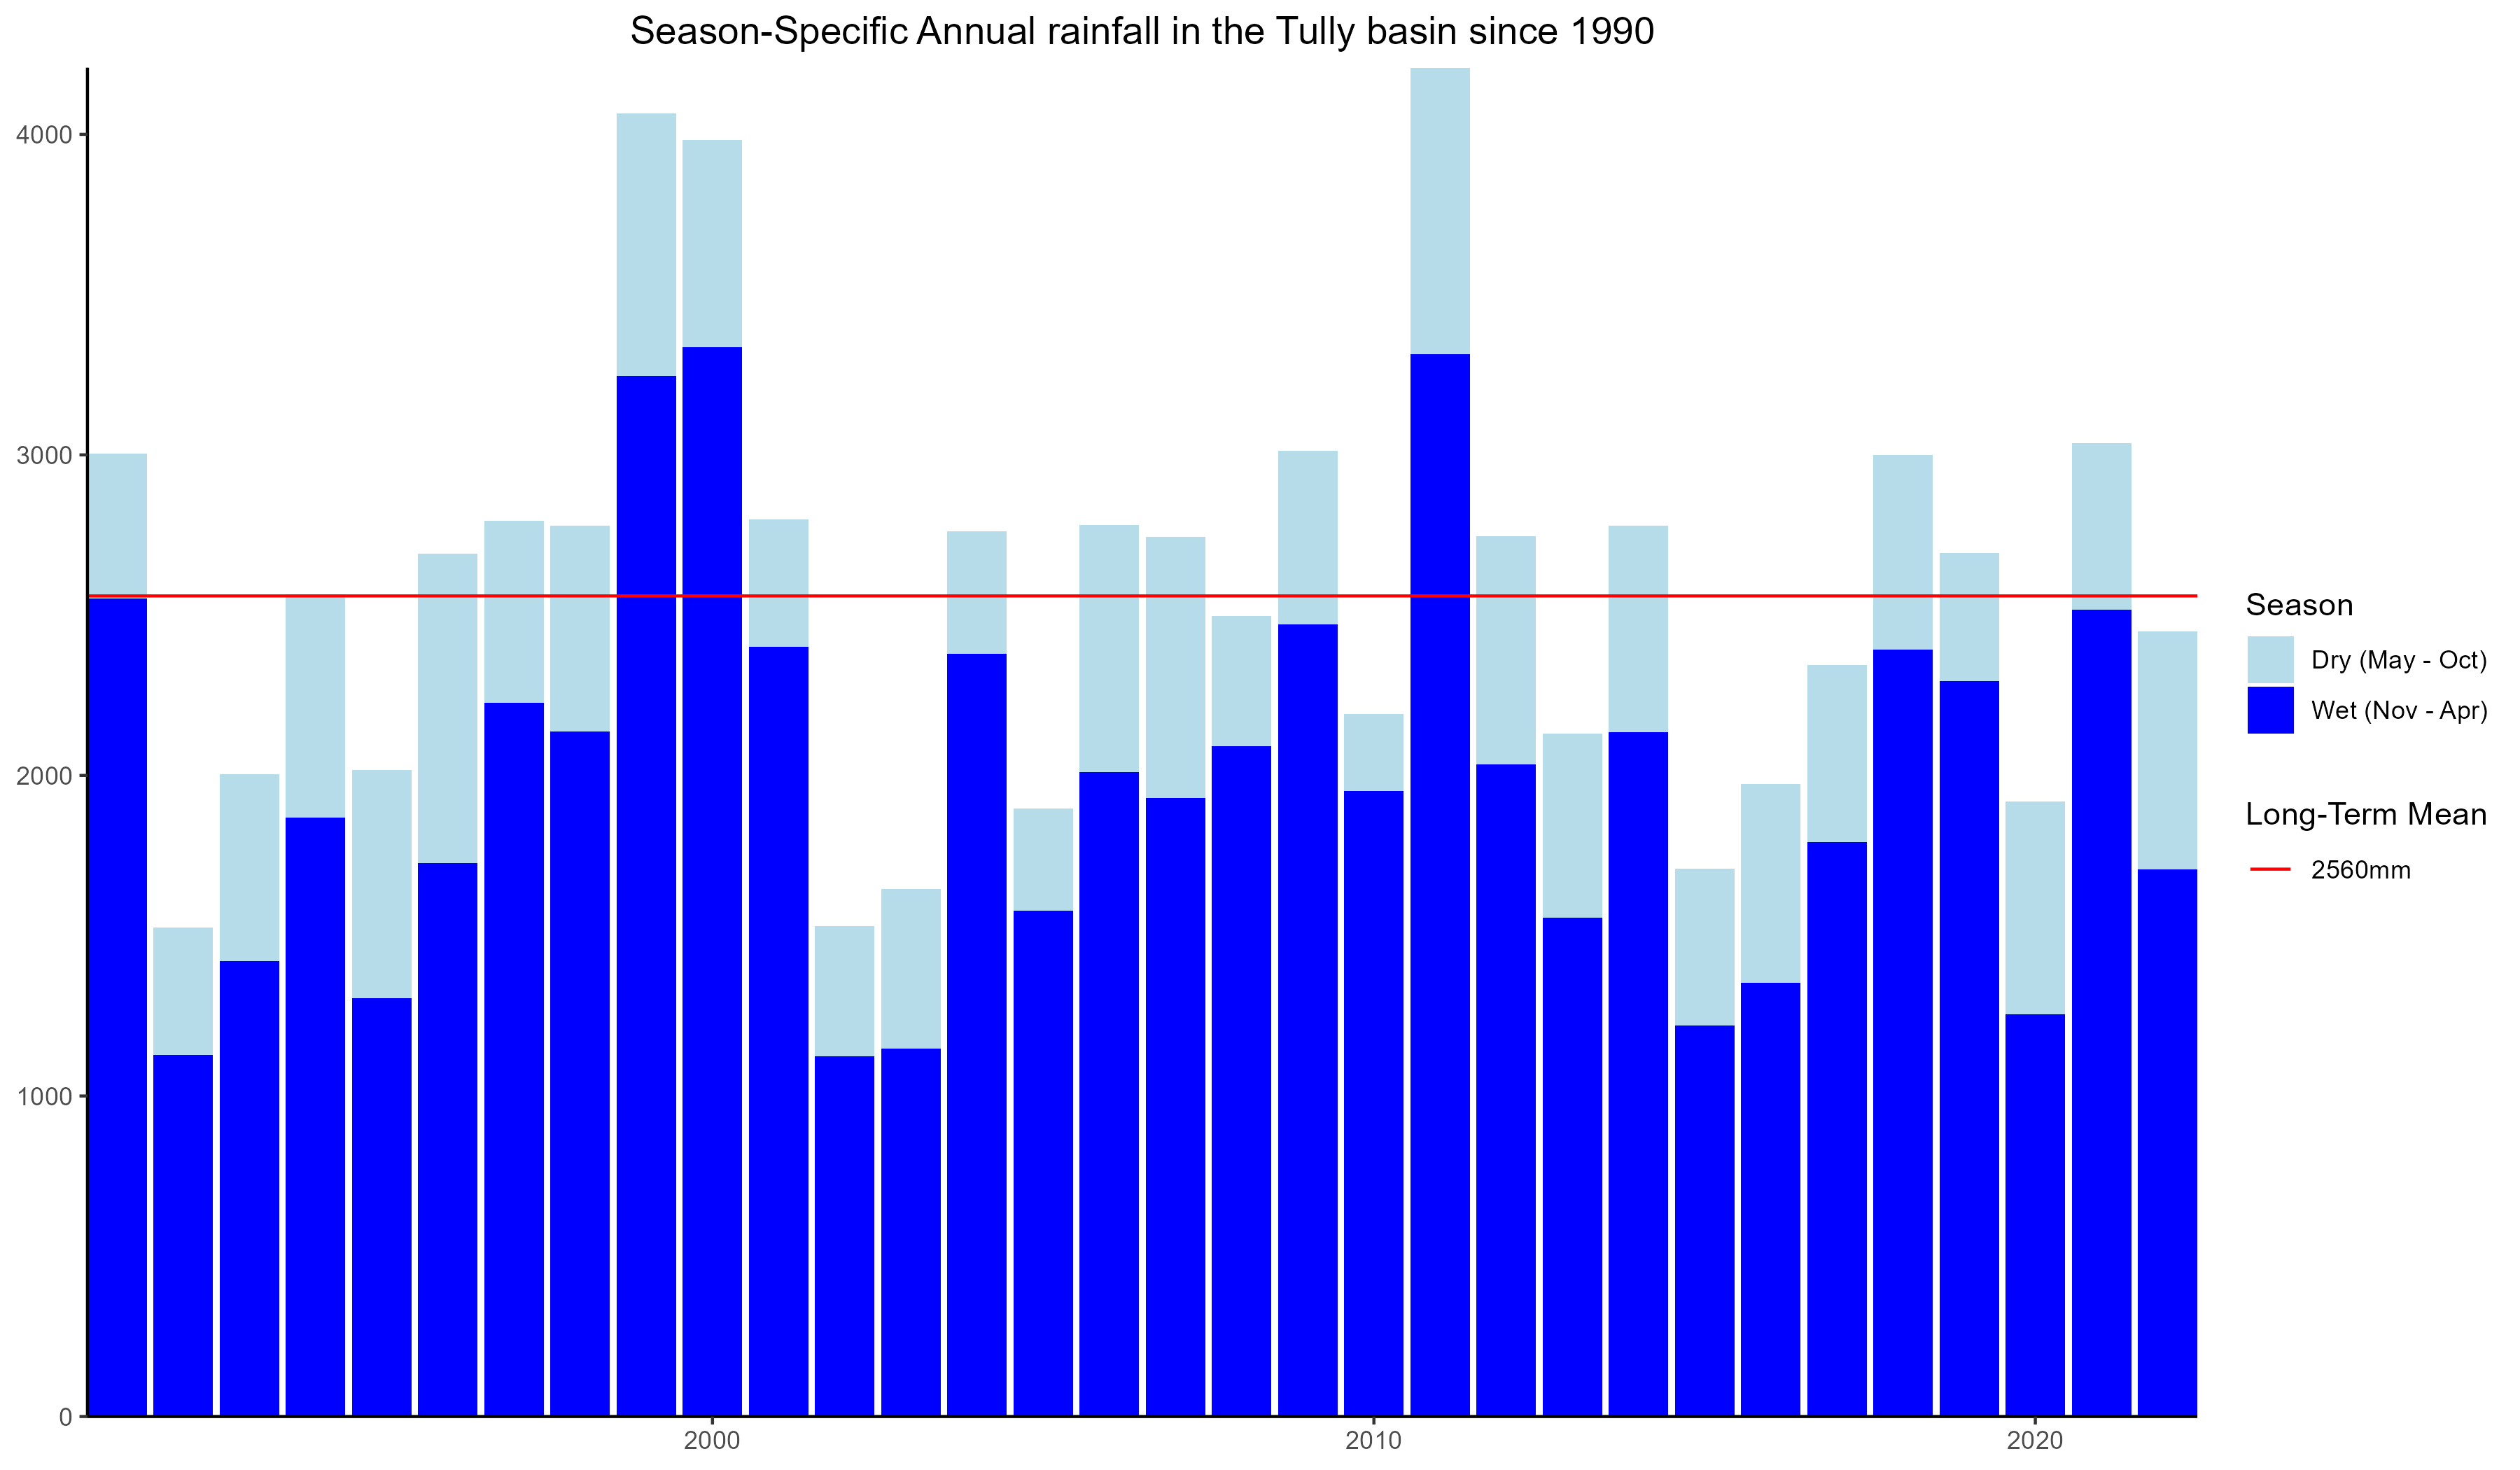 Season-Specific Annual rainfall in the Tully basin since 1990
4000
3000
2000
1000
0
2000
2010
2020
Season
Dry (May - Oct)
Wet (Nov - Apr)
Long-Term Mean
2560mm